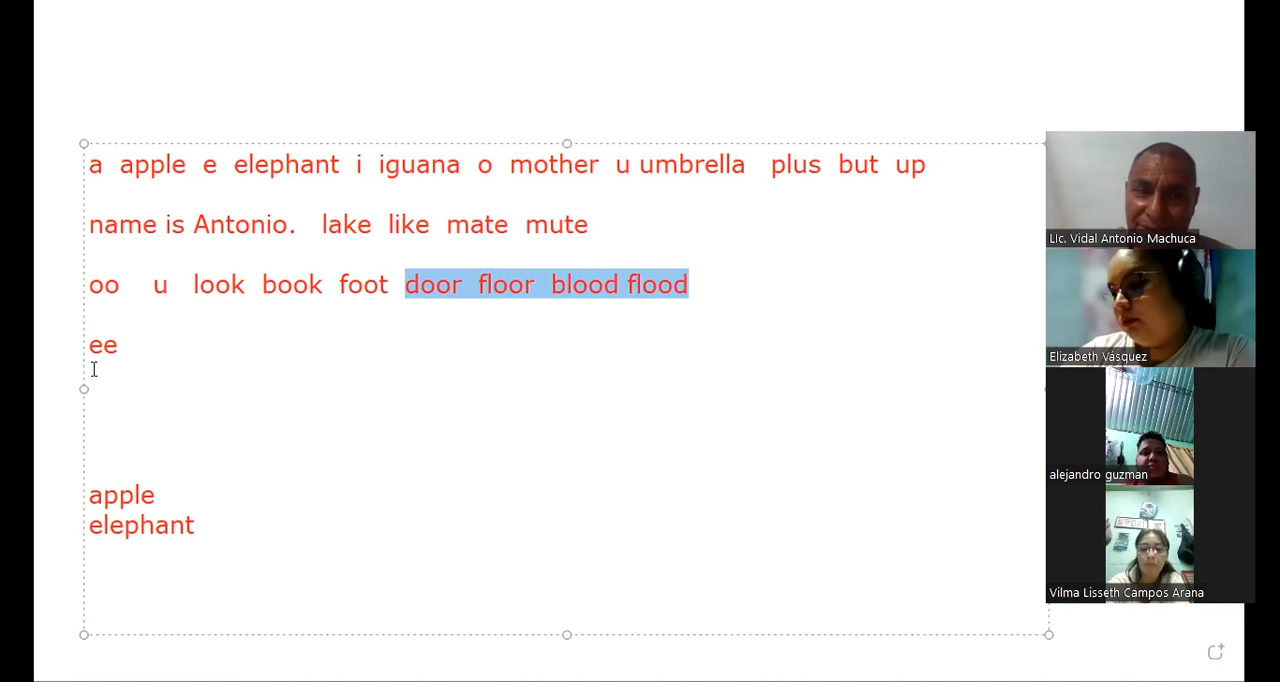 a apple e elephant i iguana o mother u umbrella plus but up
name is Antonio. lake like mate mute
oo u look book foot door floor blood flood
ee
apple
elephant
LIc. Vidal Antonio Machuca
Elizabeth Vásquez
alejandro guzman
Vilma Lisseth Campos Arana